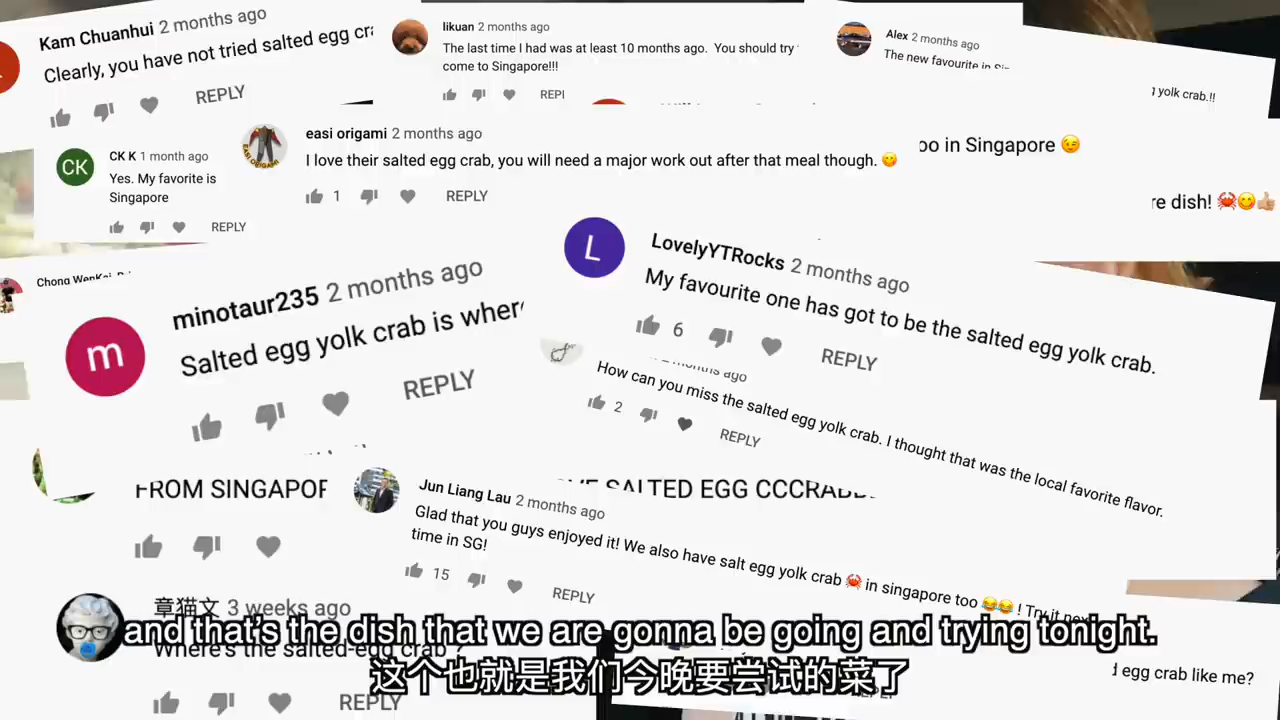 Kam Chuanhui 2 months ago
Clearly, you have not tried salted egg
REPLY
likuan 2 months ago
The last time I had was at least 10 months ago. You should try
come to Singapore!!!
REPL
Alex 2 months ago
The new favourite in
yolk crab.!!
easi origami 2 months ago
I love their salted egg crab, you will need a major work out after that meal though. 😋
1 REPLY
oo in Singapore 😉
CK K 1 month ago
Yes. My favorite is
Singapore
REPLY
re dish! 🦀😋👍🏼
LovelyYTRocks 2 months ago
My favourite one has got to be the salted egg yolk crab.
6 REPLY
minotaur235 2 months ago
Salted egg yolk crab is where
REPLY
months ago
How can you miss the salted egg yolk crab. I thought that was the local favorite flavor.
2 REPLY
FROM SINGAPOR
SALTED EGG CCCRABB
Jun Liang Lau 2 months ago
Glad that you guys enjoyed it! We also have salt egg yolk crab 🦀 in singapore too 😂😂 ! Try it next
time in SG!
15 REPLY
章猫文 3 weeks ago
Where's the salted-egg crab ?
REPLY
egg crab like me?
and that's the dish that we are gonna be going and trying tonight.
这个也就是我们今晚要尝试的菜了